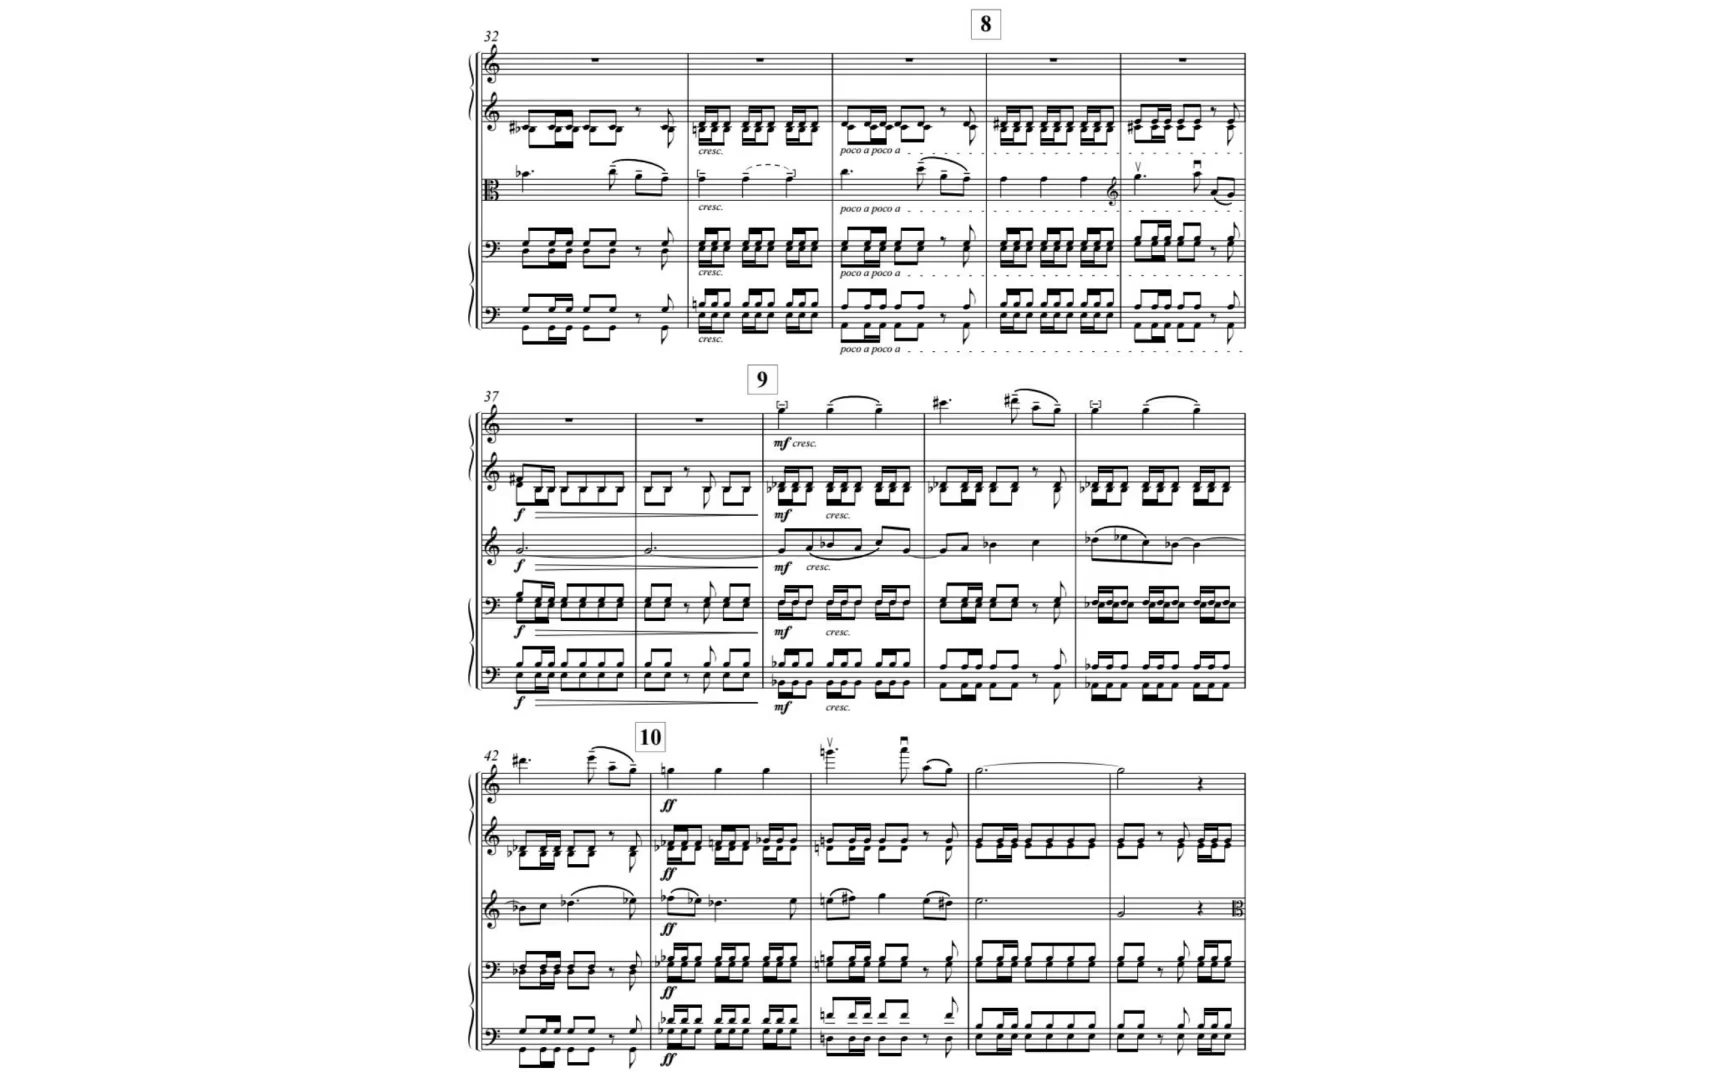 8
32
cresc.
poco a poco a
cresc.
poco a poco a
cresc.
poco a poco a
cresc.
poco a poco a
9
37
mf cresc.
f
mf
cresc.
f
mf
cresc.
f
mf
cresc.
f
mf
cresc.
10
42
ff
ff
ff
ff
ff